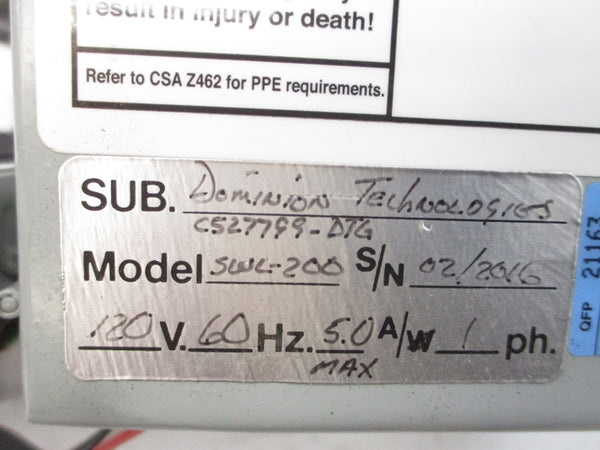 result in injury or death!
Refer to CSA Z462 for PPE requirements.
SUB. Dominion Technologies
CS27799-DTG
Model SWL-200 S/N 02/2016
120 V. 60 Hz. 5.0 A/W 1 ph.
MAX
QFP 21163